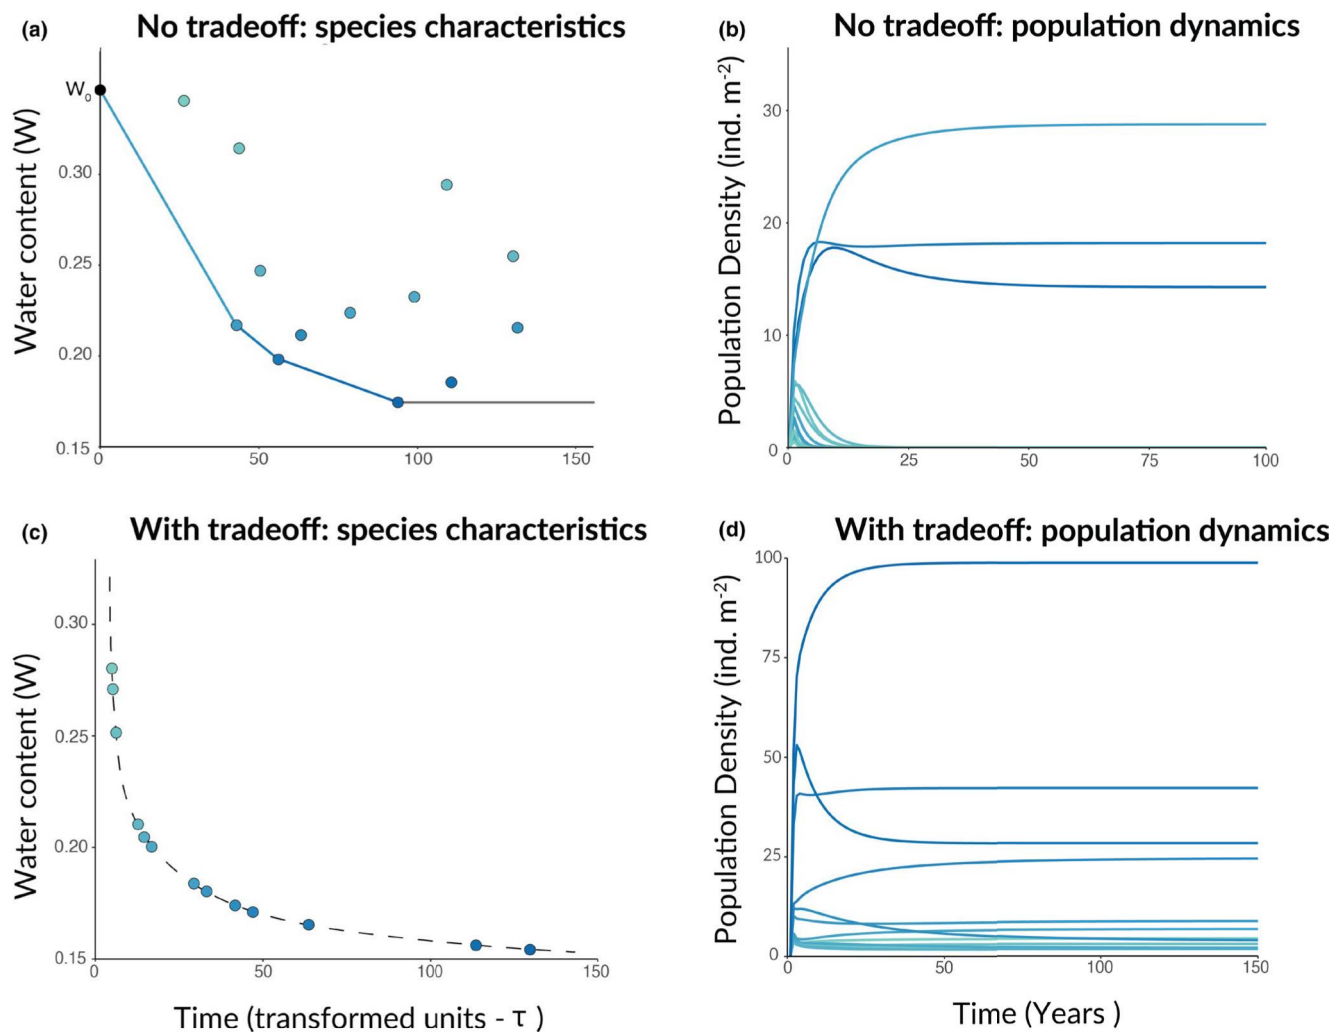 (a) No tradeoff: species characteristics
W0
Water content (W)
0.30
0.25
0.20
0.15
0 50 100 150
(b) No tradeoff: population dynamics
Population Density (ind. m-2)
30
20
10
0
0 25 50 75 100
(c) With tradeoff: species characteristics
Water content (W)
0.30
0.25
0.20
0.15
0 50 100 150
Time (transformed units - τ )
(d) With tradeoff: population dynamics
Population Density (ind. m-2)
100
75
50
25
0
0 50 100 150
Time (Years )